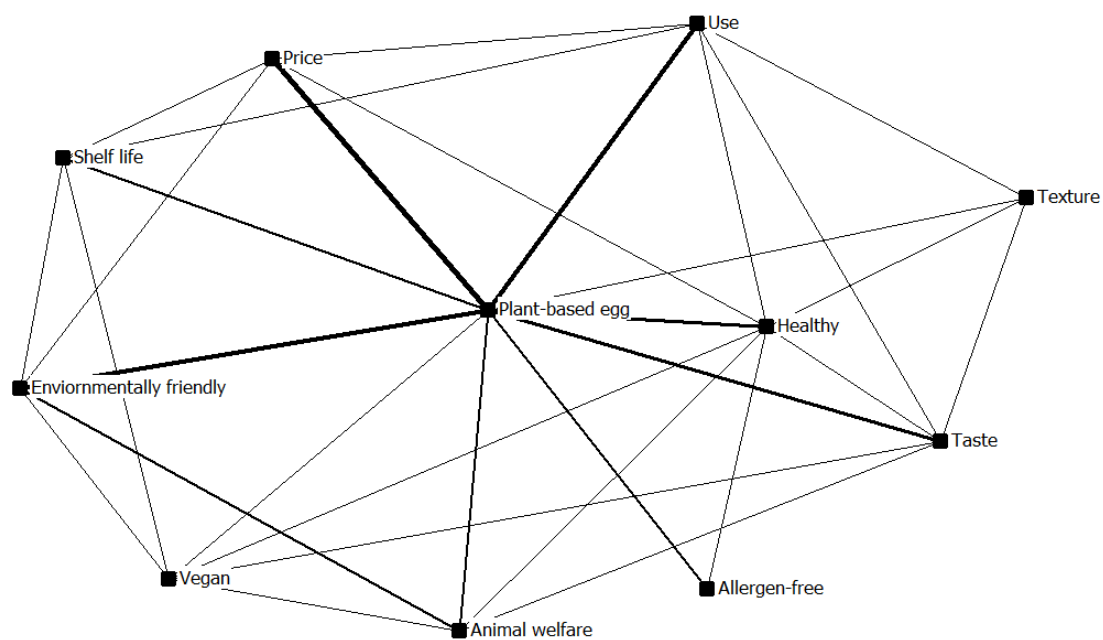 Use
Price
Shelf life
Texture
Plant-based egg
Healthy
Enviornmentally friendly
Taste
Vegan
Allergen-free
Animal welfare